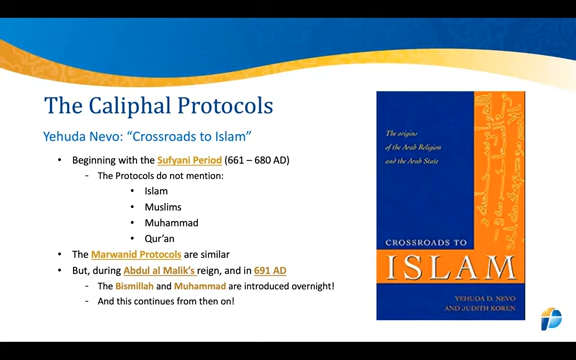 The Caliphal Protocols
Yehuda Nevo: “Crossroads to Islam”
• Beginning with the Sufyani Period (661 – 680 AD)
- The Protocols do not mention:
• Islam
• Muslims
• Muhammad
• Qur’an
• The Marwanid Protocols are similar
• But, during Abdul al Malik’s reign, and in 691 AD
- The Bismillah and Muhammad are introduced overnight!
- And this continues from then on!
The origins
of the Arab Religion
and the Arab State
CROSSROADS TO
ISLAM
YEHUDA D. NEVO
AND JUDITH KOREN